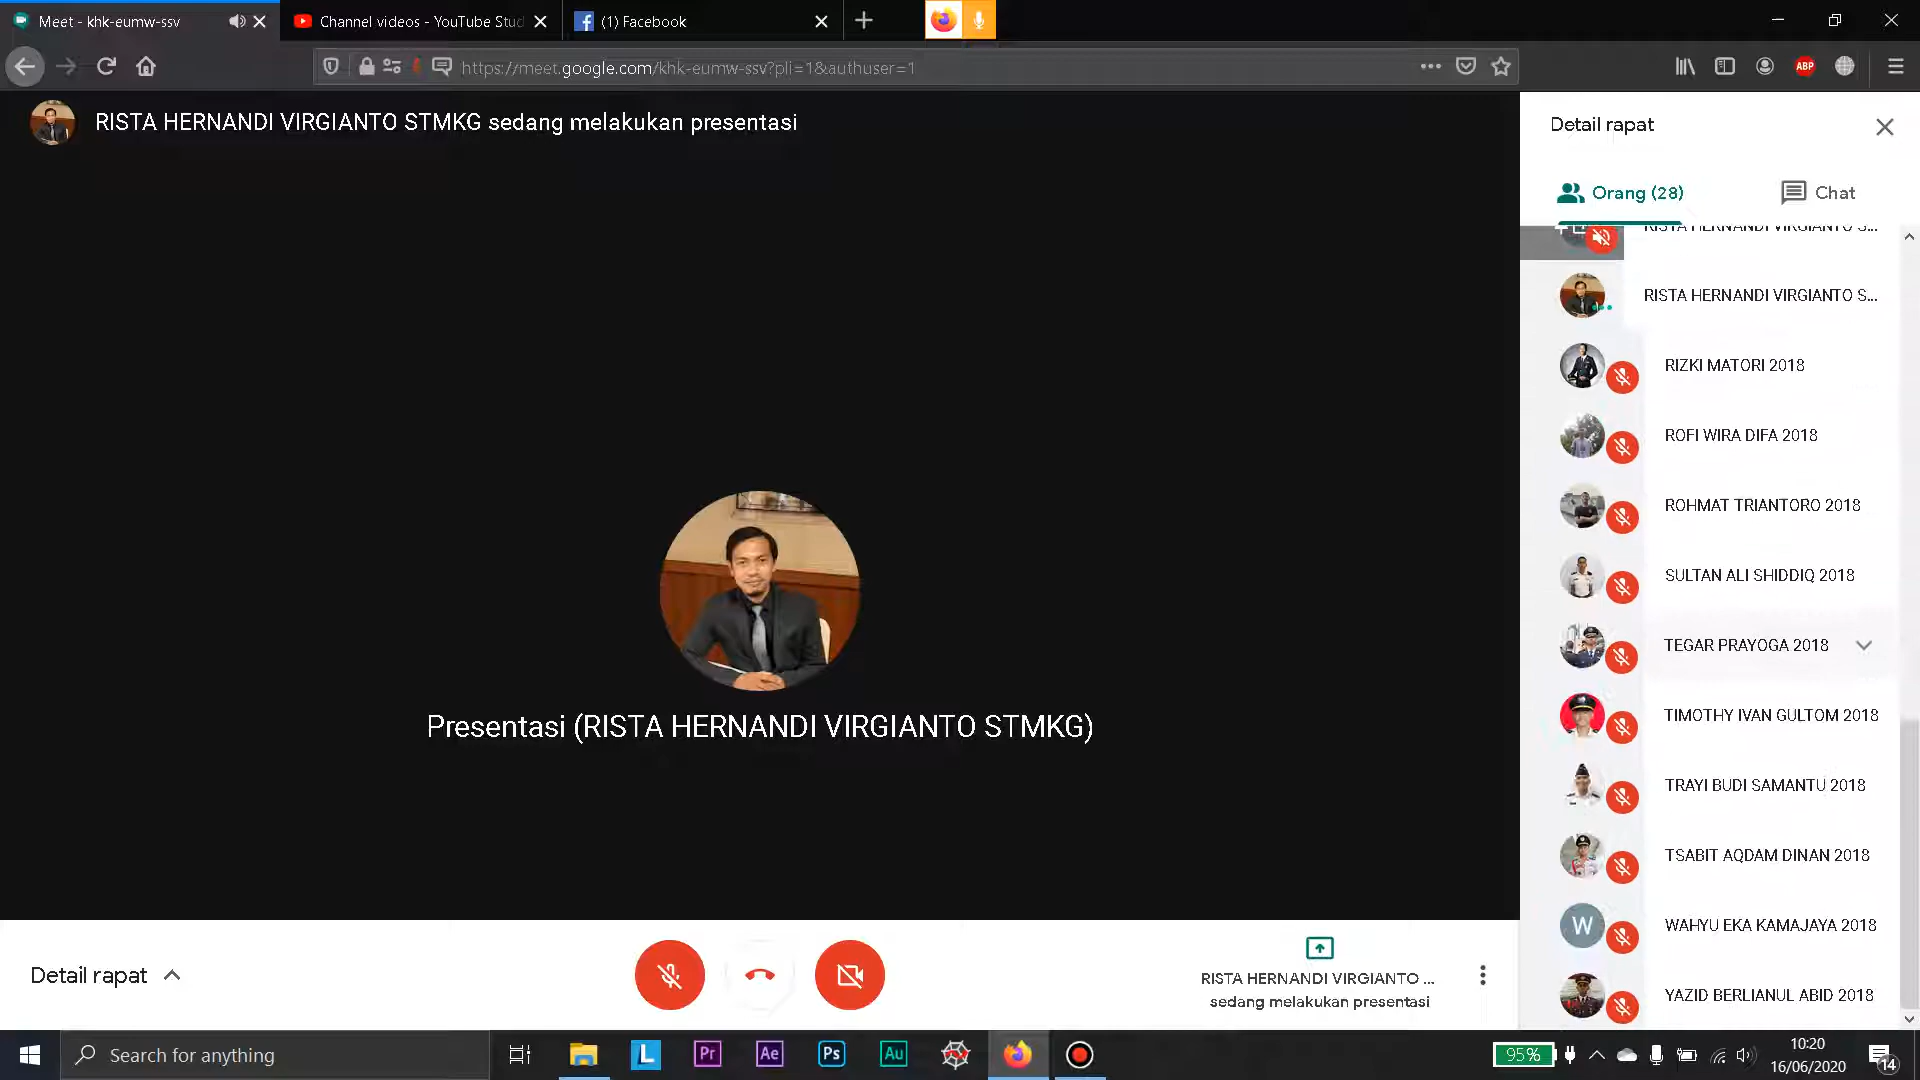 Meet - khk-eumw-ssv
Channel videos - YouTube Stud
(1) Facebook
https://meet.google.com/khk-eumw-ssv?pli=1&authuser=1
ABP
RISTA HERNANDI VIRGIANTO STMKG sedang melakukan presentasi
Presentasi (RISTA HERNANDI VIRGIANTO STMKG)
Detail rapat
Orang (28)
Chat
RISTA HERNANDI VIRGIANTO S...
RISTA HERNANDI VIRGIANTO S...
RIZKI MATORI 2018
ROFI WIRA DIFA 2018
ROHMAT TRIANTORO 2018
SULTAN ALI SHIDDIQ 2018
TEGAR PRAYOGA 2018
TIMOTHY IVAN GULTOM 2018
TRAYI BUDI SAMANTU 2018
TSABIT AQDAM DINAN 2018
W
WAHYU EKA KAMAJAYA 2018
YAZID BERLIANUL ABID 2018
Detail rapat
RISTA HERNANDI VIRGIANTO ...
sedang melakukan presentasi
Search for anything
L
Pr
Ae
Ps
Au
95%
10:20
16/06/2020
14